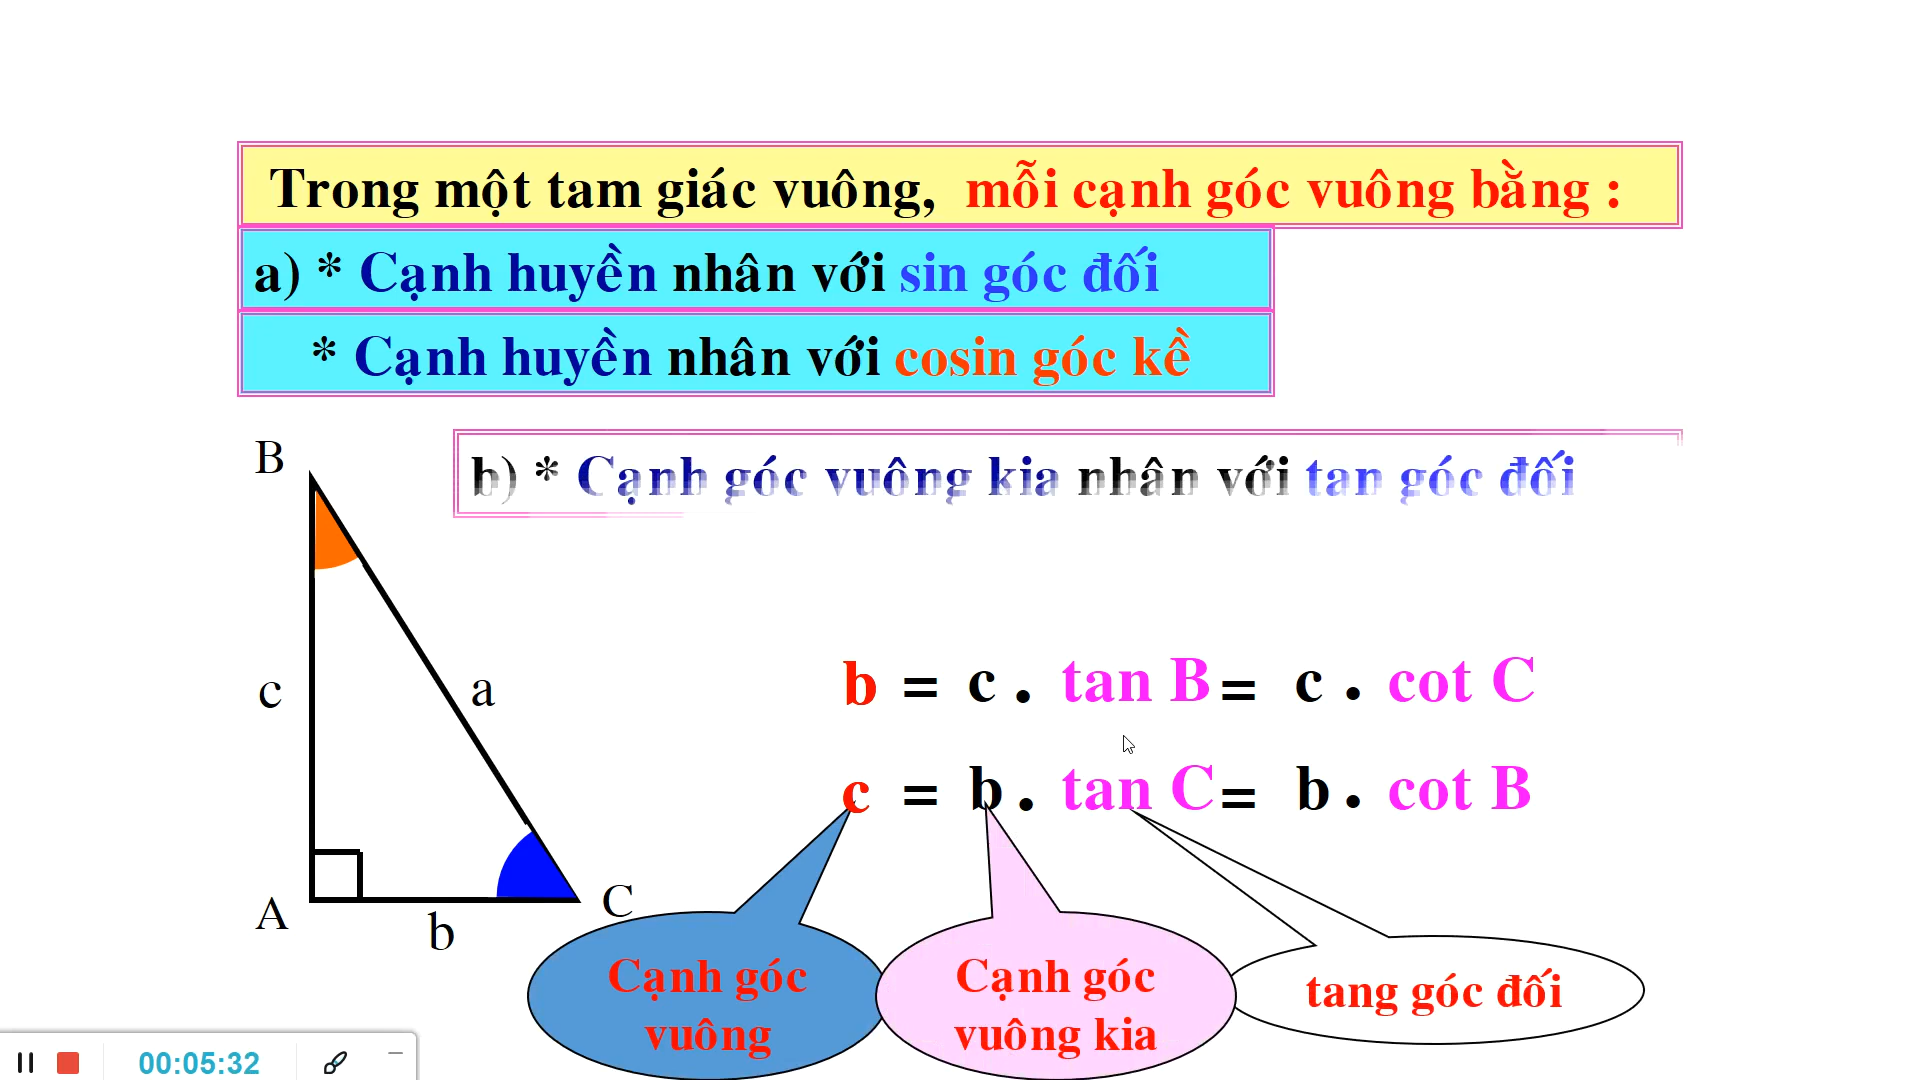 Trong một tam giác vuông, mỗi cạnh góc vuông bằng :
a) * Cạnh huyền nhân với sin góc đối
* Cạnh huyền nhân với cosin góc kề
B
b) * Cạnh góc vuông kia nhân với tan góc đối
c
a
b = c . tan B = c . cot C
c = b . tan C = b . cot B
A
b
C
Cạnh góc
vuông
Cạnh góc
vuông kia
tang góc đối
00:05:32